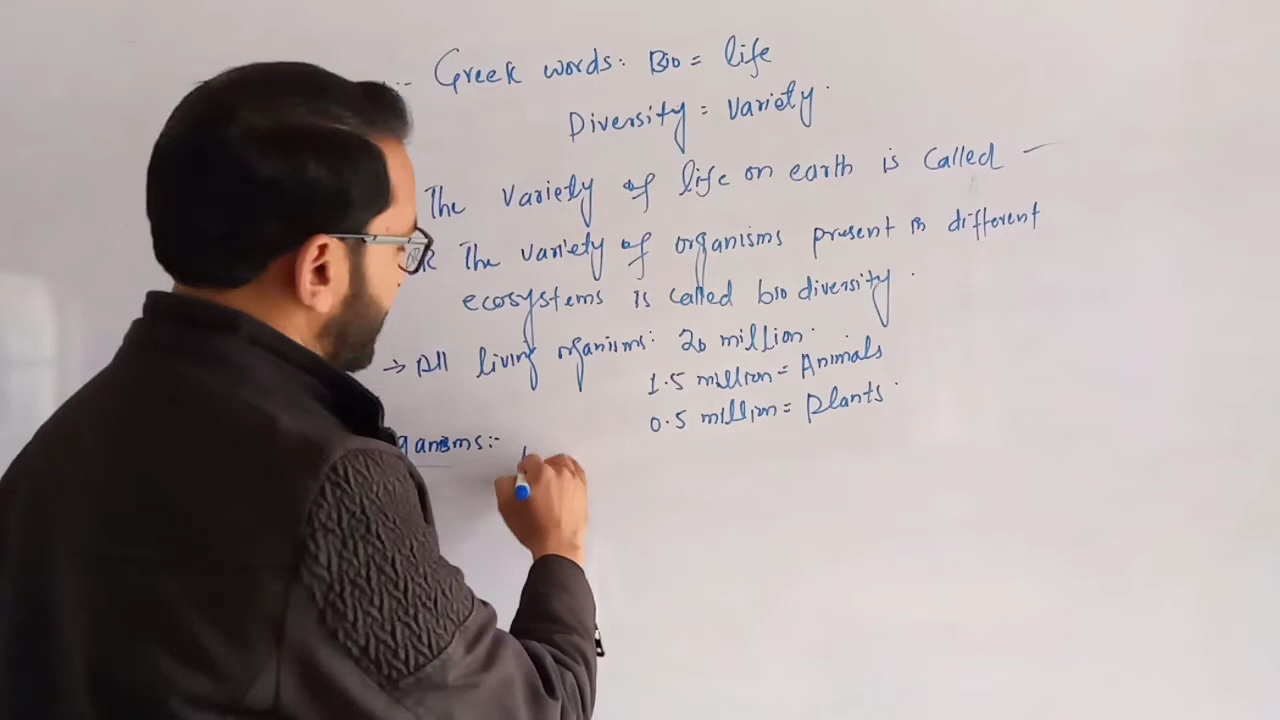 :- Greek words: Bio = life
Diversity = Variety.
The variety of life on earth is called –
R The variety of organisms present in different
ecosystems is called biodiversity.
→ All living organisms: 20 million.
1.5 million = Animals
0.5 million = plants.
ganisms:-